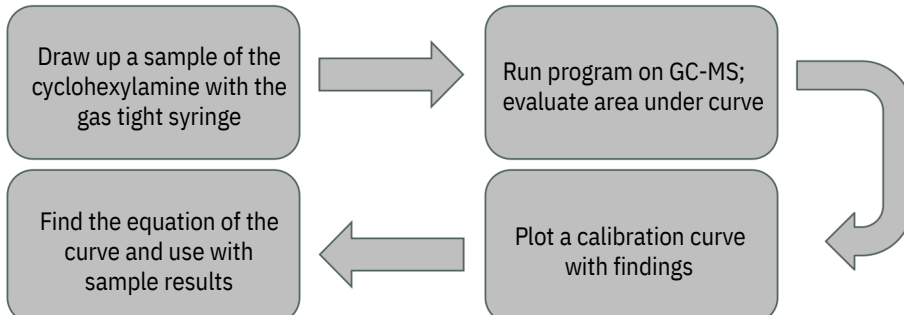 Draw up a sample of the
cyclohexylamine with the
gas tight syringe
Run program on GC-MS;
evaluate area under curve
Plot a calibration curve
with findings
Find the equation of the
curve and use with
sample results